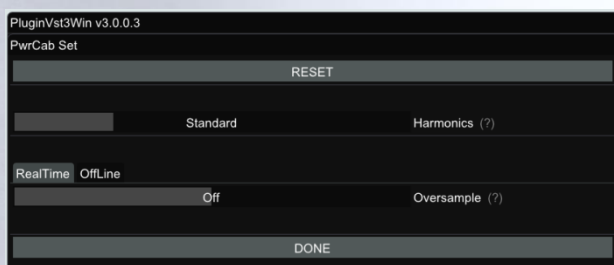 PluginVst3Win v3.0.0.3
PwrCab Set
RESET
Standard Harmonics (?)
RealTime OffLine
Off Oversample (?)
DONE